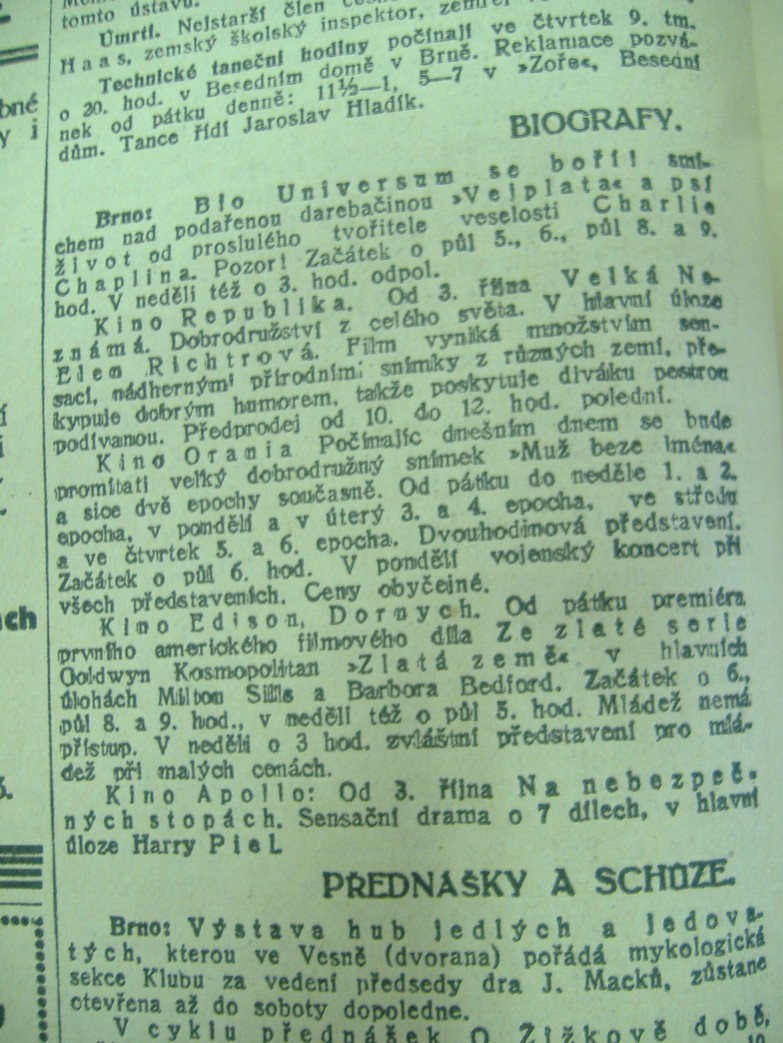 tomto ústavu.
Úmrtí. Nejstarší člen
Haas, zemský školský inspektor,
Technické taneční hodiny počínají ve čtvrtek 9. tm.
o 20. hod. v Besedním domě v Brně. Reklamace pozvá-
nek od pátku denně: 11½—1, 5—7 v »Zoře«, Besední
dům. Tance řídí Jaroslav Hladík.
BIOGRAFY.
Brno: Bio Universum se boří! smí-
chem nad podařenou darebačinou »Vejplata« a psí
život od proslulého tvořitele veselosti Charlie
Chaplina. Pozor! Začátek o půl 5., 6., půl 8. a 9.
hod. V neděli též o 3. hod. odpol.
Kino Republika. Od 3. října Velká Ne-
známá. Dobrodružství z celého světa. V hlavní úloze
Elen Richtrová. Film vyniká množstvím sen-
sací, nádhernými přírodními snímky z různých zemí, pře-
kypuje dobrým humorem, takže poskytuje diváku pestrou
podívanou. Předprodej od 10. do 12. hod. polední.
Kino Orania Počínajíc dnešním dnem se bude
promítati velký dobrodružný snímek »Muž beze jména«
a sice dvě epochy současně. Od pátku do neděle 1. a 2.
epocha, v pondělí a v úterý 3. a 4. epocha, ve středu
a ve čtvrtek 5. a 6. epocha. Dvouhodinová představení.
Začátek o půl 6. hod. V pondělí vojenský koncert při
všech představeních. Ceny obyčejné.
Kino Edison, Dornych. Od pátku premiéra
prvního amerického filmového díla Ze zlaté serie
Goldwyn Kosmopolitan »Zlatá země« v hlavních
úlohách Milton Sills a Barbora Bedford. Začátek o 6.,
půl 8. a 9. hod., v neděli též o půl 5. hod. Mládež nemá
přístup. V neděli o 3 hod. zvláštní představení pro mlá-
dež při malých cenách.
Kino Apollo: Od 3. října Na nebezpeč-
ných stopách. Sensační drama o 7 dílech, v hlavní
úloze Harry Piel.
PŘEDNÁŠKY A SCHŮZE.
Brno: Výstava hub jedlých a jedova-
tých, kterou ve Vesně (dvorana) pořádá mykologická
sekce Klubu za vedení předsedy dra J. Macků, zůstane
otevřena až do soboty dopoledne.
V cyklu přednášek O Žižkově době,